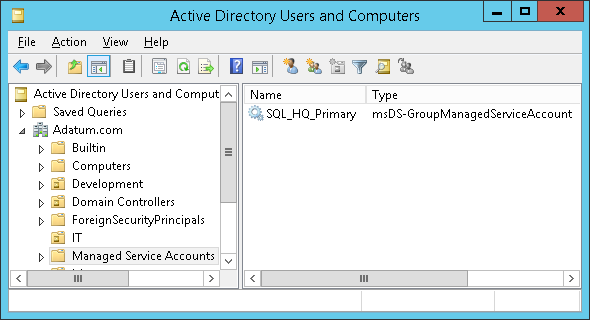 Active Directory Users and Computers
File Action View Help
Active Directory Users and Comput
Saved Queries
Adatum.com
Builtin
Computers
Development
Domain Controllers
ForeignSecurityPrincipals
IT
Managed Service Accounts
Name Type
SQL_HQ_Primary msDS-GroupManagedServiceAccount